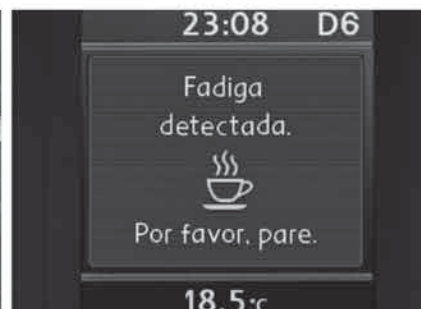 23:08 D6
Fadiga
detectada.
Por favor, pare.
18.5°c